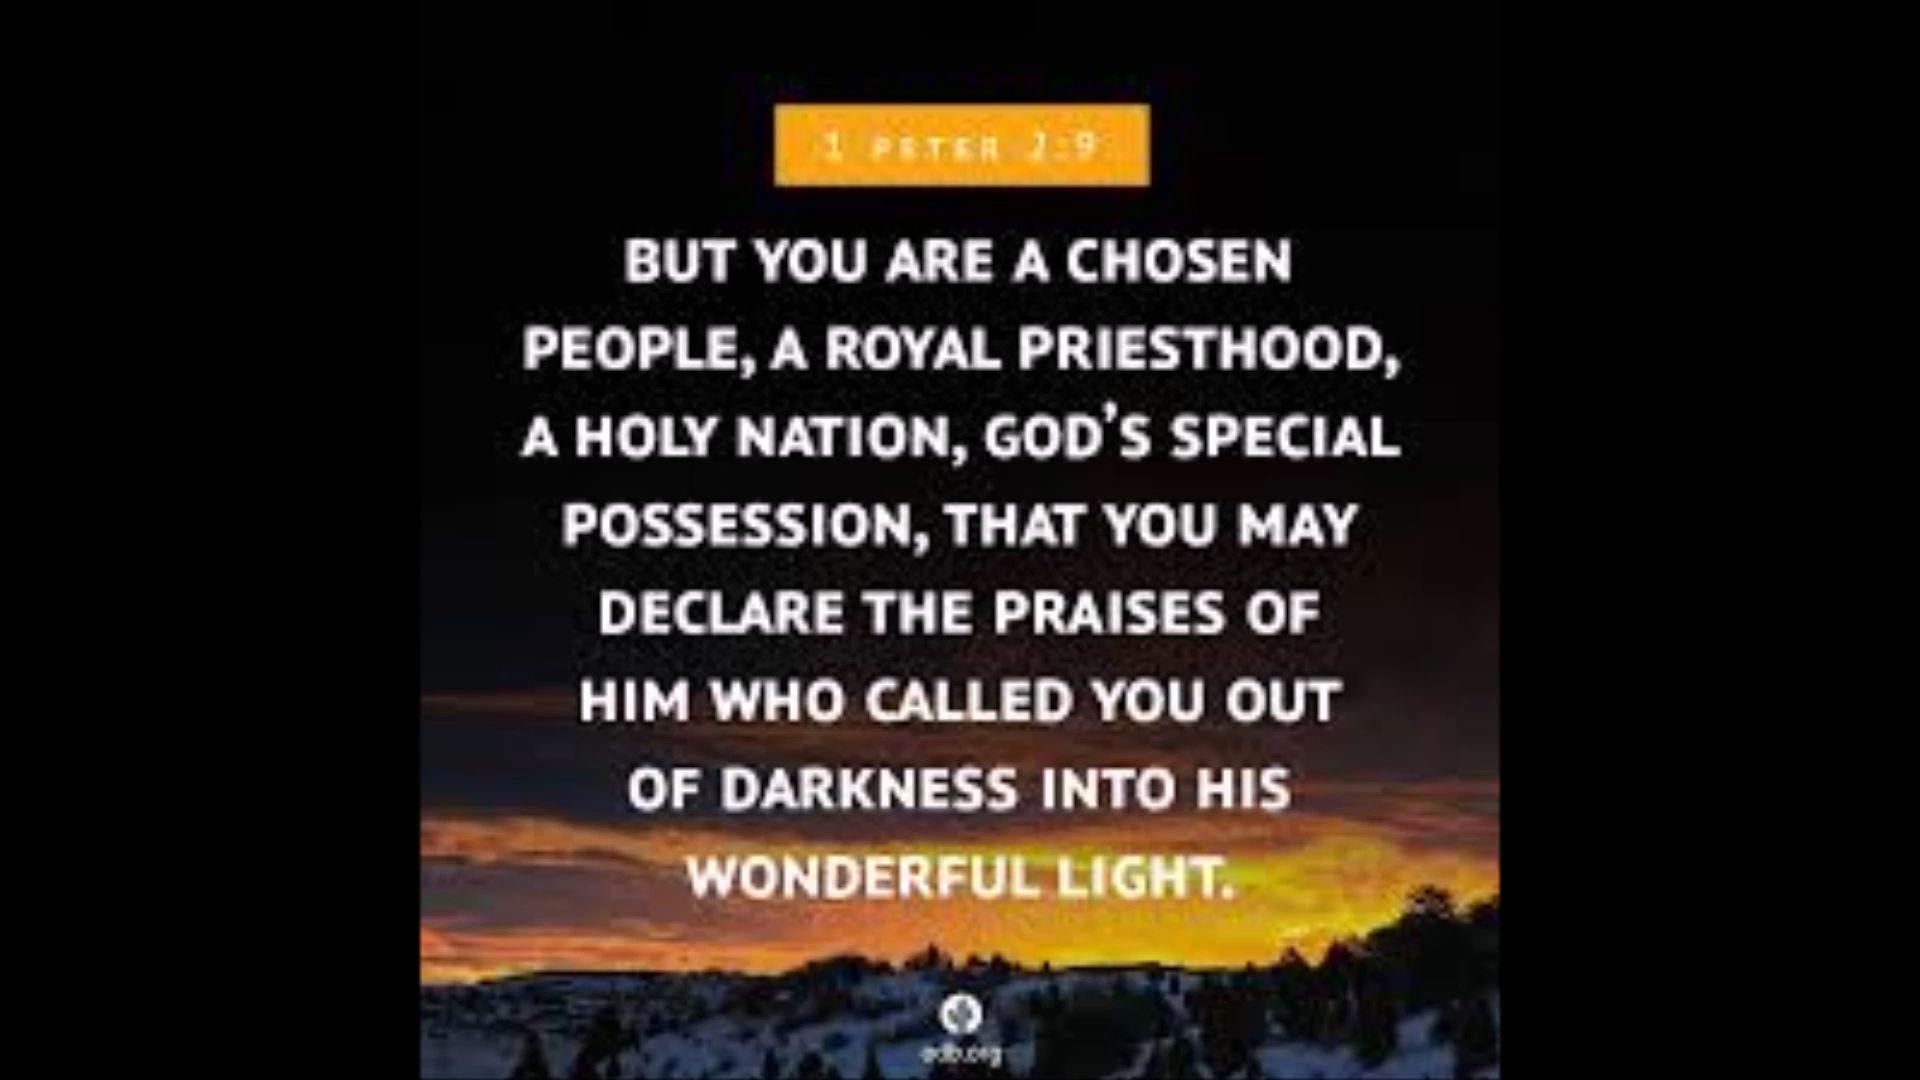 1 PETER 2:9
BUT YOU ARE A CHOSEN
PEOPLE, A ROYAL PRIESTHOOD,
A HOLY NATION, GOD'S SPECIAL
POSSESSION, THAT YOU MAY
DECLARE THE PRAISES OF
HIM WHO CALLED YOU OUT
OF DARKNESS INTO HIS
WONDERFUL LIGHT.
odb.org